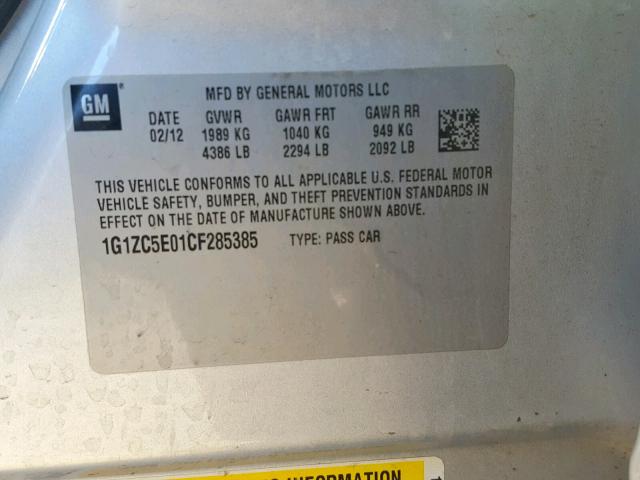 GM
MFD BY GENERAL MOTORS LLC
DATE GVWR GAWR FRT GAWR RR
02/12 1989 KG 1040 KG 949 KG
4386 LB 2294 LB 2092 LB
THIS VEHICLE CONFORMS TO ALL APPLICABLE U.S. FEDERAL MOTOR
VEHICLE SAFETY, BUMPER, AND THEFT PREVENTION STANDARDS IN
EFFECT ON THE DATE OF MANUFACTURE SHOWN ABOVE.
1G1ZC5E01CF285385 TYPE: PASS CAR
INFORMATION